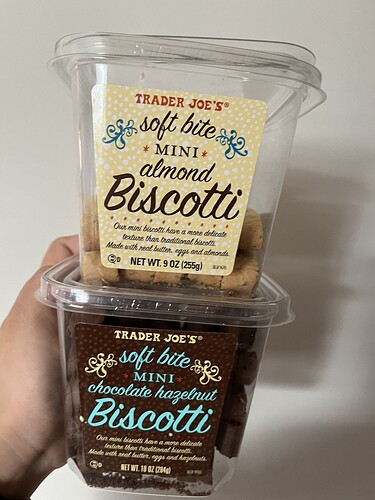 TRADER JOE'S®
soft bite
MINI
almond
Biscotti
Our mini biscotti have a more delicate
texture than traditional biscotti.
Made with real butter, eggs and almonds.
NET WT. 9 OZ (255g)
TRADER JOE'S®
soft bite
MINI
chocolate hazelnut
Biscotti
Our mini biscotti have a more delicate
texture than traditional biscotti.
Made with real butter, eggs and hazelnuts.
NET WT. 10 OZ (284g)